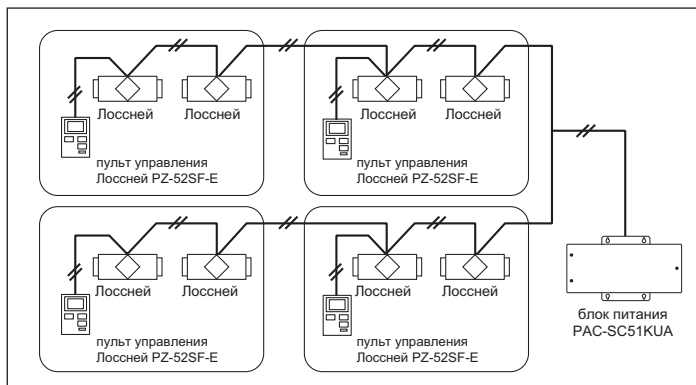 Лоссней
Лоссней
пульт управления
Лоссней PZ-52SF-E
Лоссней
Лоссней
пульт управления
Лоссней PZ-52SF-E
Лоссней
Лоссней
пульт управления
Лоссней PZ-52SF-E
Лоссней
Лоссней
пульт управления
Лоссней PZ-52SF-E
блок питания
PAC-SC51KUA